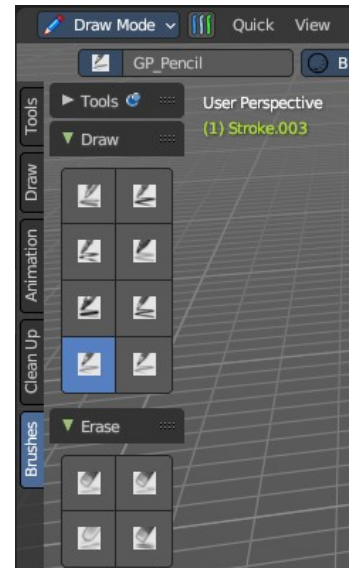 Draw Mode Quick View
GP_Pencil B
Tools
Draw
Animation
Clean Up
Brushes
Tools
Draw
Erase
User Perspective
(1) Stroke.003